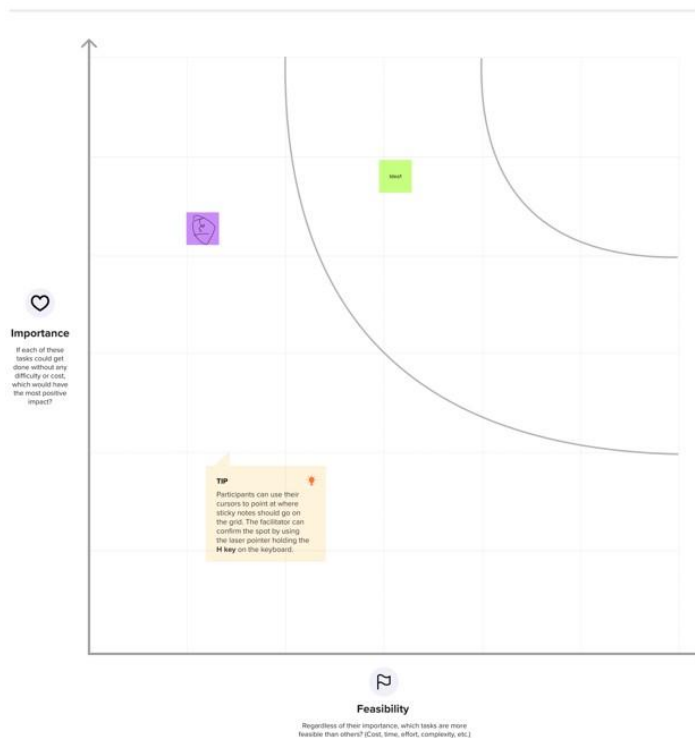 Idea1
Importance
If each of these
tasks could get
done without any
difficulty or cost,
which would have
the most positive
impact?
TIP
Participants can use their
cursors to point at where
sticky notes should go on
the grid. The facilitator can
confirm the spot by using
the laser pointer holding the
H key on the keyboard.
Feasibility
Regardless of their importance, which tasks are more
feasible than others? (Cost, time, effort, complexity, etc.)